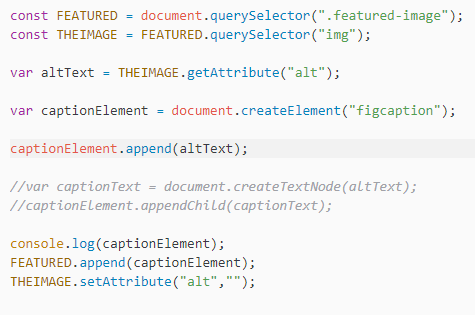 const FEATURED = document.querySelector(".featured-image");
const THEIMAGE = FEATURED.querySelector("img");
var altText = THEIMAGE.getAttribute("alt");
var captionElement = document.createElement("figcaption");
captionElement.append(altText);
//var captionText = document.createTextNode(altText);
//captionElement.appendChild(captionText);
console.log(captionElement);
FEATURED.append(captionElement);
THEIMAGE.setAttribute("alt","");